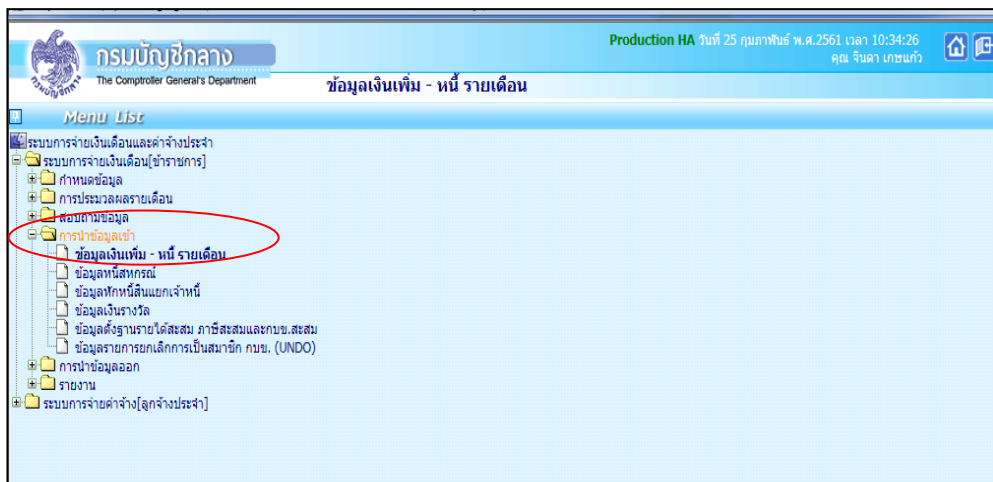 กรมบัญชีกลาง
The Comptroller General's Department
Production HA วันที่ 25 กุมภาพันธ์ พ.ศ.2561 เวลา 10:34:26
คุณ จินดา เกษแก้ว
ข้อมูลเงินเพิ่ม - หนี้ รายเดือน
Menu List
ระบบการจ่ายเงินเดือนและค่าจ้างประจำ
ระบบการจ่ายเงินเดือน[ข้าราชการ]
กำหนดข้อมูล
การประมวลผลรายเดือน
สอบถามข้อมูล
การนำข้อมูลเข้า
ข้อมูลเงินเพิ่ม - หนี้ รายเดือน
ข้อมูลหนี้สหกรณ์
ข้อมูลหักหนี้สินแยกเจ้าหนี้
ข้อมูลเงินรางวัล
ข้อมูลตั้งฐานรายได้สะสม ภาษีสะสมและกบข.สะสม
ข้อมูลรายการยกเลิกการเป็นสมาชิก กบข. (UNDO)
การนำข้อมูลออก
รายงาน
ระบบการจ่ายค่าจ้าง[ลูกจ้างประจำ]